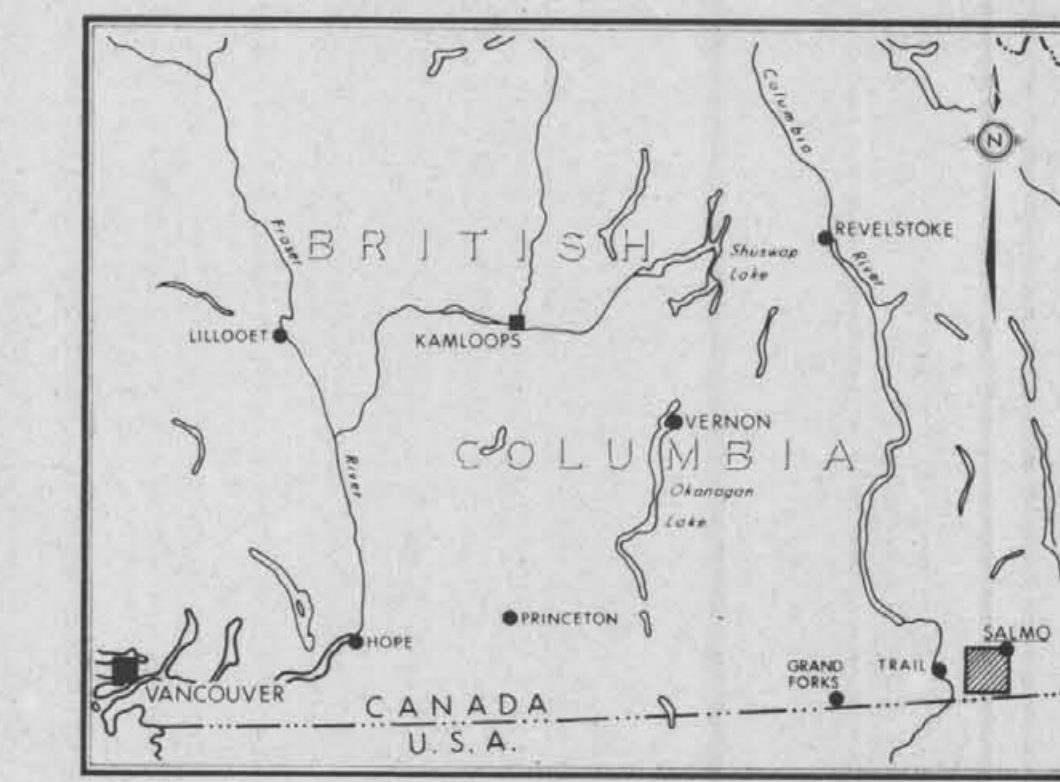 Columbia
N
Fraser
BRITISH
REVELSTOKE
River
Shuswap
Lake
LILLOOET
KAMLOOPS
VERNON
COLUMBIA
River
Okanagan
Lake
PRINCETON
HOPE
SALMO
GRAND
FORKS
TRAIL
VANCOUVER
CANADA
U.S.A.